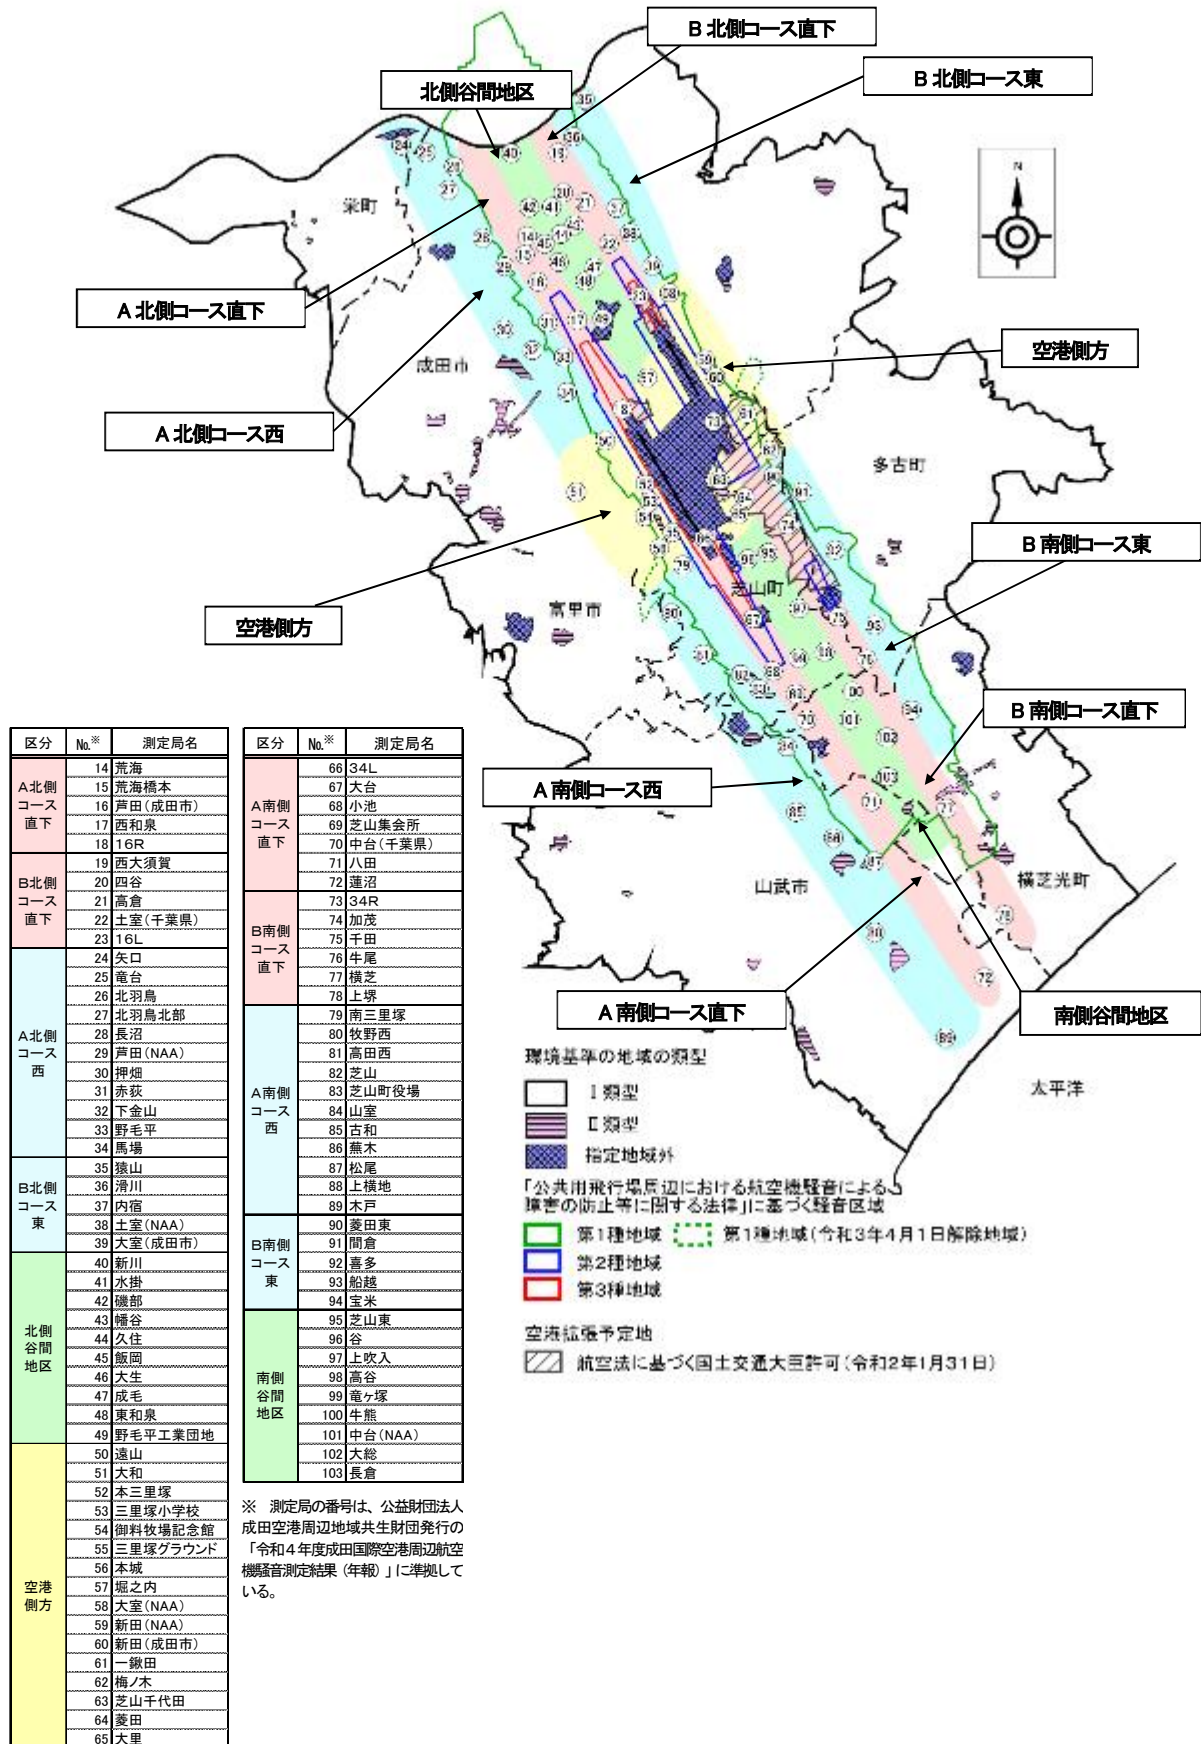 B 北側コース直下
北側谷間地区
B 北側コース東
N
栄町
A 北側コース直下
成田市
空港側方
A 北側コース西
多古町
B 南側コース東
芝山町
富里市
空港側方
B 南側コース直下
A 南側コース西
山武市
横芝光町
A 南側コース直下
南側谷間地区
太平洋
環境基準の地域の類型
Ⅰ類型
Ⅱ類型
指定地域外
「公共用飛行場周辺における航空機騒音による
障害の防止等に関する法律」に基づく騒音区域
第1種地域 第1種地域(令和3年4月1日解除地域)
第2種地域
第3種地域
空港拡張予定地
航空法に基づく国土交通大臣許可(令和2年1月31日)
区分 No.※ 測定局名
A北側コース直下
14 荒海
15 荒海橋本
16 芦田(成田市)
17 西和泉
18 16R
B北側コース直下
19 西大須賀
20 四谷
21 高倉
22 土室(千葉県)
23 16L
A北側コース西
24 矢口
25 竜台
26 北羽鳥
27 北羽鳥北部
28 長沼
29 芦田(NAA)
30 押畑
31 赤荻
32 下金山
33 野毛平
34 馬場
B北側コース東
35 猿山
36 滑川
37 内宿
38 土室(NAA)
39 大室(成田市)
北側谷間地区
40 新川
41 水掛
42 磯部
43 幡谷
44 久住
45 飯岡
46 大生
47 成毛
48 東和泉
49 野毛平工業団地
空港側方
50 遠山
51 大和
52 本三里塚
53 三里塚小学校
54 御料牧場記念館
55 三里塚グラウンド
56 本城
57 堀之内
58 大室(NAA)
59 新田(NAA)
60 新田(成田市)
61 一鍬田
62 梅ノ木
63 芝山千代田
64 菱田
65 大里
区分 No.※ 測定局名
A南側コース直下
66 34L
67 大台
68 小池
69 芝山集会所
70 中台(千葉県)
71 八田
72 蓮沼
B南側コース直下
73 34R
74 加茂
75 千田
76 牛尾
77 横芝
78 上堺
A南側コース西
79 南三里塚
80 牧野西
81 高田西
82 芝山
83 芝山町役場
84 山室
85 古和
86 蕪木
87 松尾
88 上横地
89 木戸
B南側コース東
90 菱田東
91 間倉
92 喜多
93 船越
94 宝米
南側谷間地区
95 芝山東
96 谷
97 上吹入
98 高谷
99 竜ヶ塚
100 牛熊
101 中台(NAA)
102 大総
103 長倉
※ 測定局の番号は、公益財団法人
成田空港周辺地域共生財団発行の
「令和4年度成田国際空港周辺航空
機騒音測定結果(年報)」に準拠して
いる。